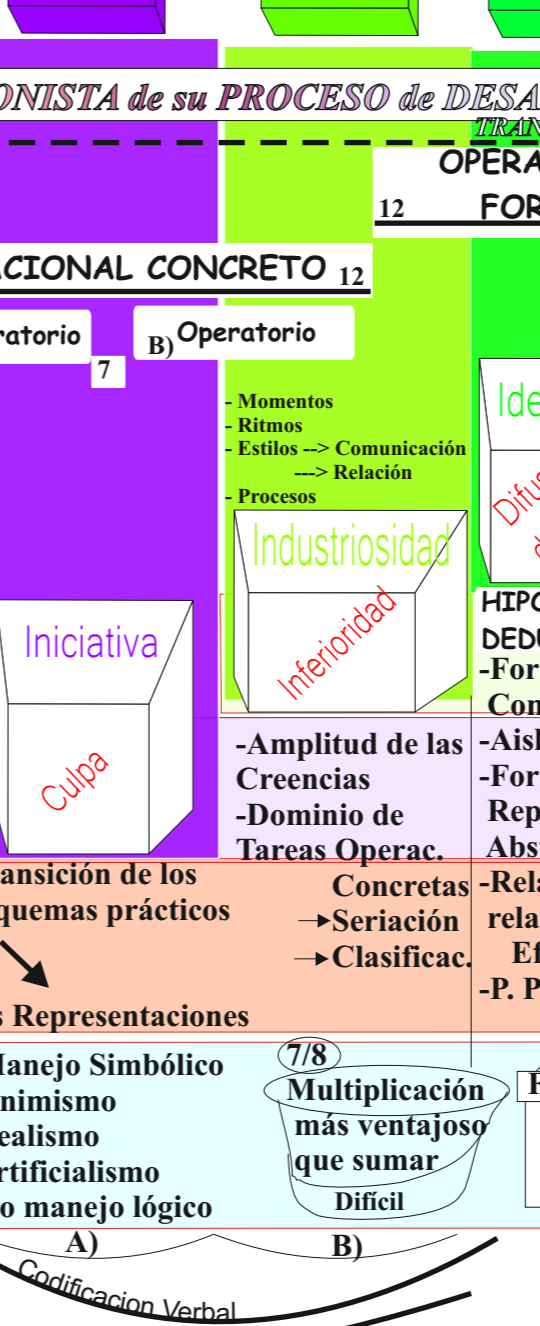 ONISTA de su PROCESO de DESA
TRAN
OPERA
12 FOR
ACIONAL CONCRETO 12
ratorio
B) Operatorio
7
- Momentos
- Ritmos
- Estilos --> Comunicación
---> Relación
- Procesos
Ide
Difus
d
Industriosidad
Inferioridad
Iniciativa
Culpa
HIPO
DEDU
-For
Con
-Aisl
-For
Rep
Abs
-Rela
rela
Ef
-P. P
-Amplitud de las
Creencias
-Dominio de
Tareas Operac.
Concretas
→Seriación
→Clasificac.
ansición de los
quemas prácticos
s Representaciones
Manejo Simbólico
nimismo
ealismo
rtificialismo
o manejo lógico
7/8
Multiplicación
más ventajoso
que sumar
Difícil
A)
B)
Codificacion Verbal